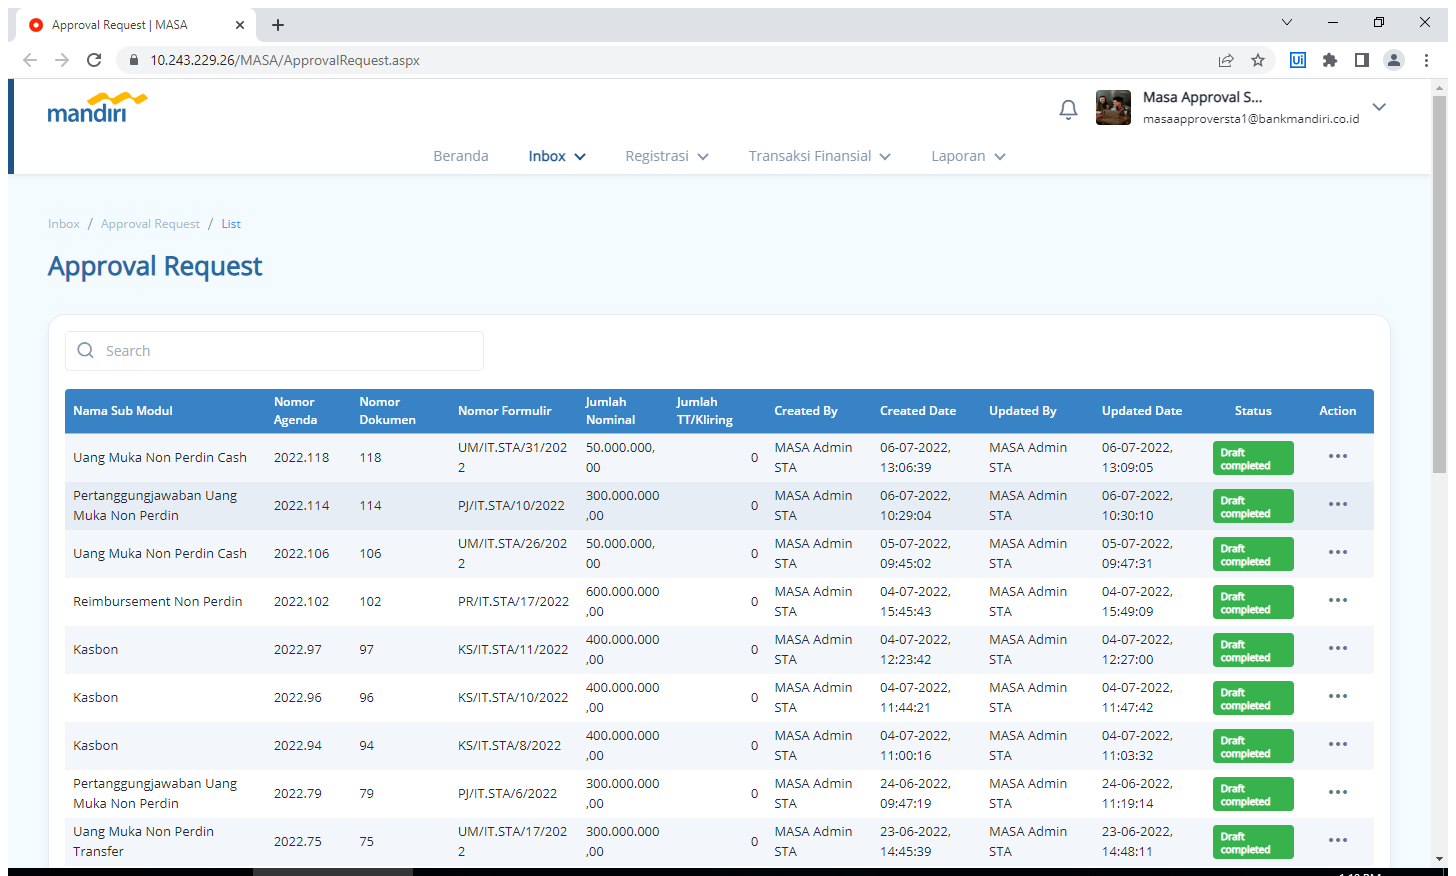 Approval Request | MASA
10.243.229.26/MASA/ApprovalRequest.aspx
Ui
mandiri
Masa Approval S...
masaapproversta1@bankmandiri.co.id
Beranda Inbox Registrasi Transaksi Finansial Laporan
Inbox / Approval Request / List
Approval Request
Search
Nama Sub Modul Nomor Agenda Nomor Dokumen Nomor Formulir Jumlah Nominal Jumlah TT/Kliring Created By Created Date Updated By Updated Date Status Action
Uang Muka Non Perdin Cash 2022.118 118 UM/IT.STA/31/2022 50.000.000,00 0 MASA Admin STA 06-07-2022, 13:06:39 MASA Admin STA 06-07-2022, 13:09:05 Draft completed
Pertanggungjawaban Uang Muka Non Perdin 2022.114 114 PJ/IT.STA/10/2022 300.000.000,00 0 MASA Admin STA 06-07-2022, 10:29:04 MASA Admin STA 06-07-2022, 10:30:10 Draft completed
Uang Muka Non Perdin Cash 2022.106 106 UM/IT.STA/26/2022 50.000.000,00 0 MASA Admin STA 05-07-2022, 09:45:02 MASA Admin STA 05-07-2022, 09:47:31 Draft completed
Reimbursement Non Perdin 2022.102 102 PR/IT.STA/17/2022 600.000.000,00 0 MASA Admin STA 04-07-2022, 15:45:43 MASA Admin STA 04-07-2022, 15:49:09 Draft completed
Kasbon 2022.97 97 KS/IT.STA/11/2022 400.000.000,00 0 MASA Admin STA 04-07-2022, 12:23:42 MASA Admin STA 04-07-2022, 12:27:00 Draft completed
Kasbon 2022.96 96 KS/IT.STA/10/2022 400.000.000,00 0 MASA Admin STA 04-07-2022, 11:44:21 MASA Admin STA 04-07-2022, 11:47:42 Draft completed
Kasbon 2022.94 94 KS/IT.STA/8/2022 400.000.000,00 0 MASA Admin STA 04-07-2022, 11:00:16 MASA Admin STA 04-07-2022, 11:03:32 Draft completed
Pertanggungjawaban Uang Muka Non Perdin 2022.79 79 PJ/IT.STA/6/2022 300.000.000,00 0 MASA Admin STA 24-06-2022, 09:47:19 MASA Admin STA 24-06-2022, 11:19:14 Draft completed
Uang Muka Non Perdin Transfer 2022.75 75 UM/IT.STA/17/2022 300.000.000,00 0 MASA Admin STA 23-06-2022, 14:45:39 MASA Admin STA 23-06-2022, 14:48:11 Draft completed